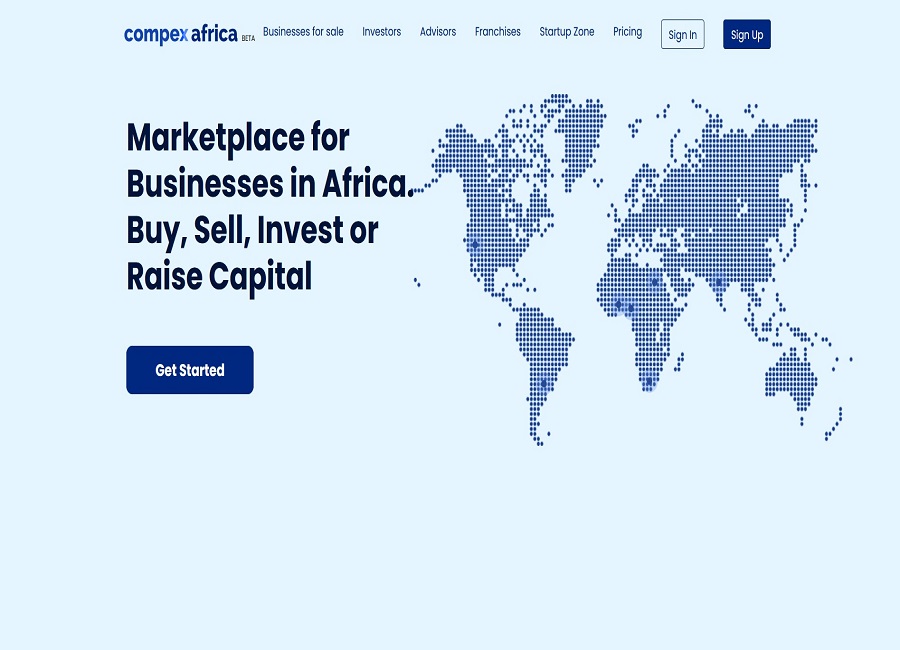 compex africa BETA Businesses for sale Investors Advisors Franchises Startup Zone Pricing Sign In Sign Up
Marketplace for
Businesses in Africa.
Buy, Sell, Invest or
Raise Capital
Get Started